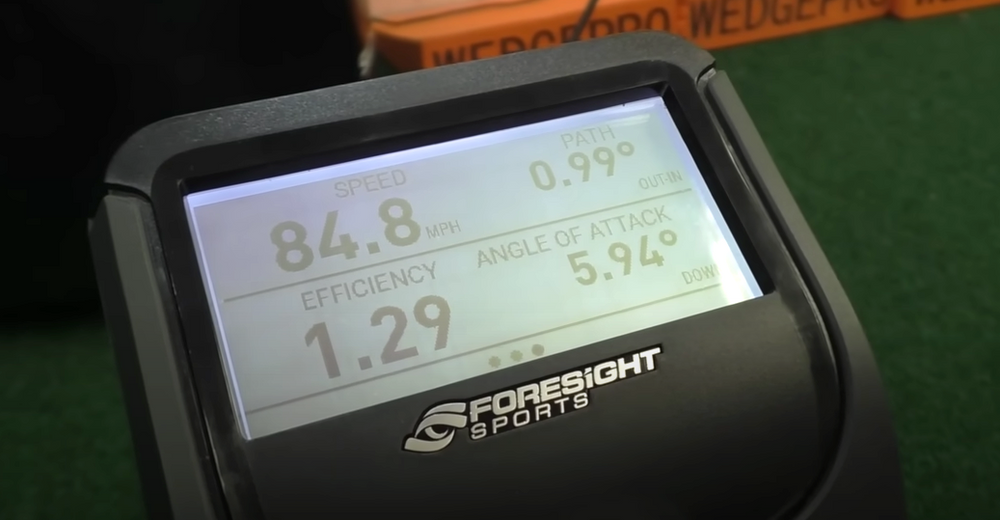 WEDGEPRO WEDGEPRO
SPEED
84.8 MPH
PATH
0.99° OUT-IN
EFFICIENCY
1.29
ANGLE OF ATTACK
5.94°
FORESiGHT
SPORTS